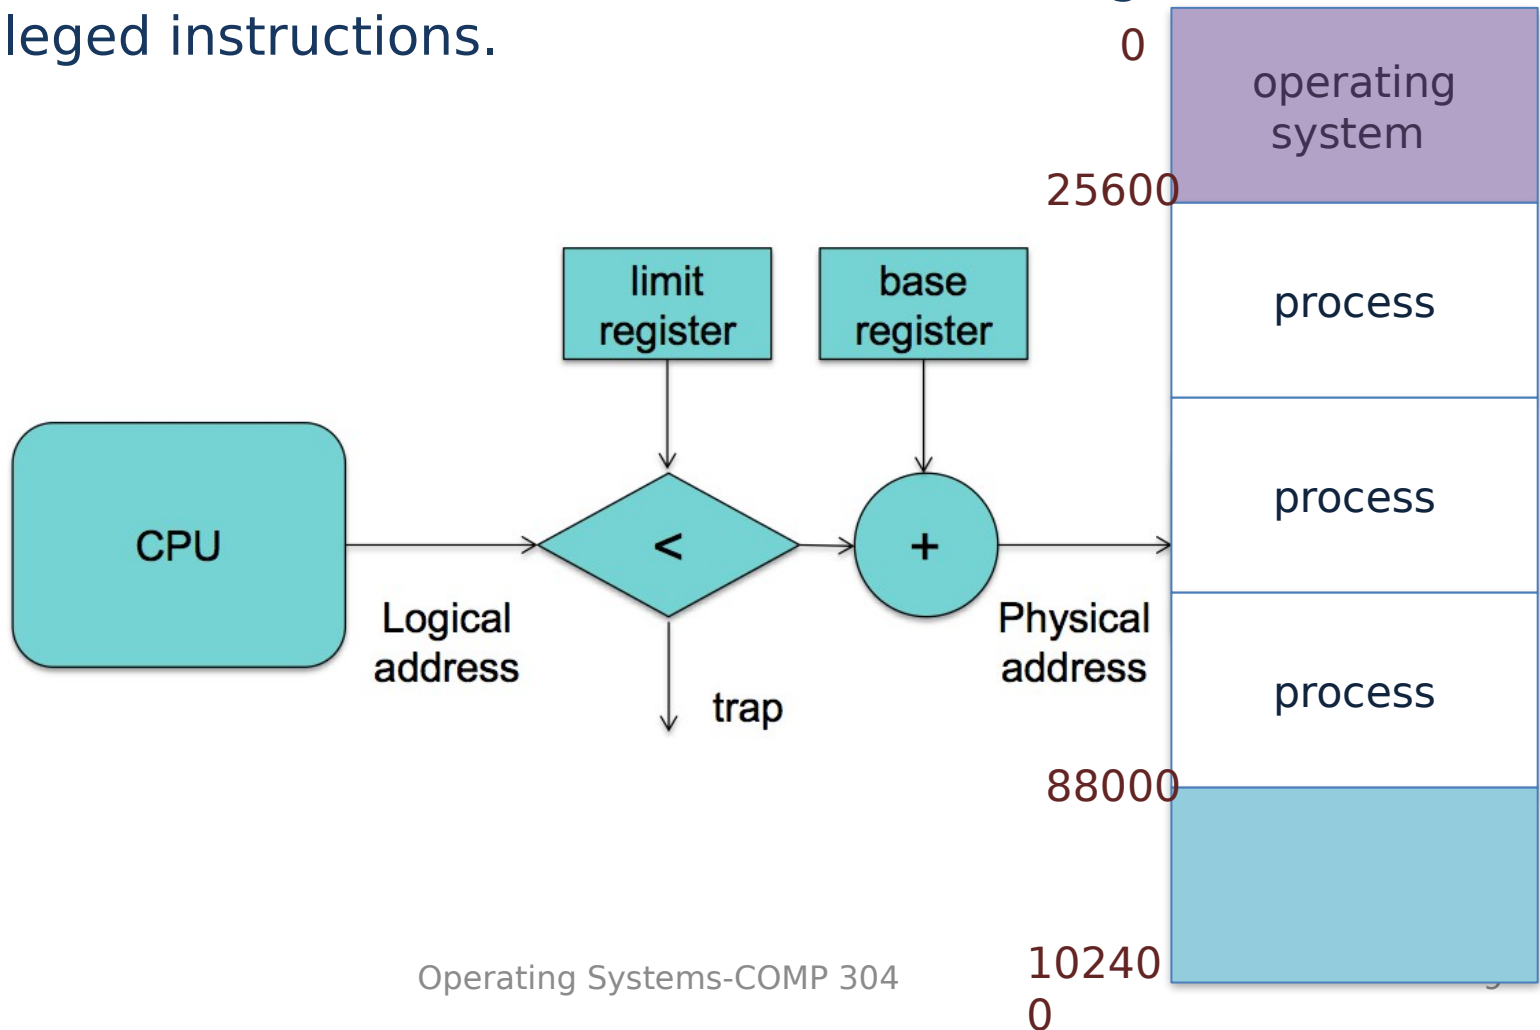 leged instructions.
0
operating
system
25600
limit
register
base
register
process
CPU
<
+
process
Logical
address
Physical
address
trap
process
88000
Operating Systems-COMP 304
10240
0